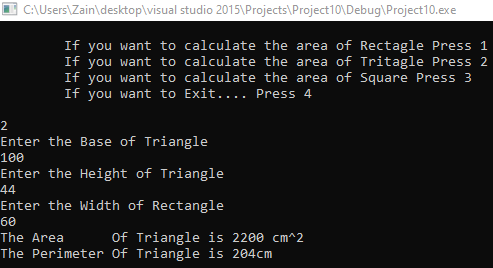 C:\Users\Zain\desktop\visual studio 2015\Projects\Project10\Debug\Project10.exe
If you want to calculate the area of Rectagle Press 1
If you want to calculate the area of Tritagle Press 2
If you want to calculate the area of Square Press 3
If you want to Exit.... Press 4
2
Enter the Base of Triangle
100
Enter the Height of Triangle
44
Enter the Width of Rectangle
60
The Area      Of Triangle is 2200 cm^2
The Perimeter Of Triangle is 204cm